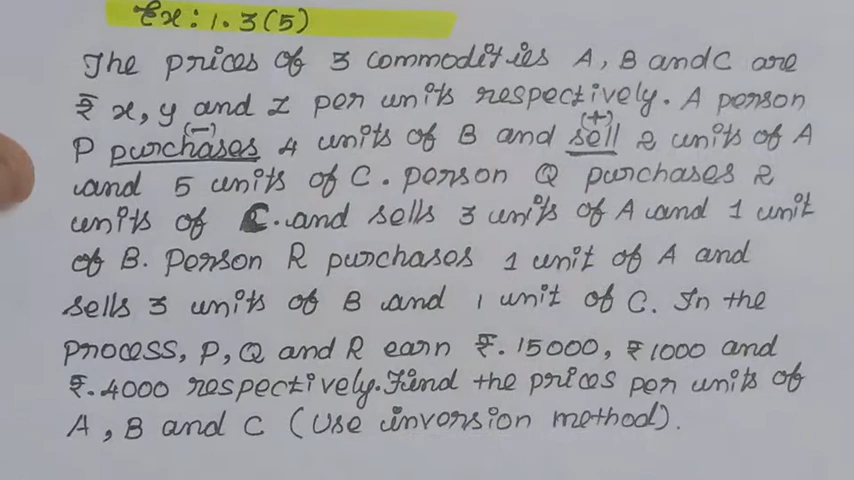 Ex: 1.3(5)
The prices of 3 commodities A, B and C are
₹ x, y and z per units respectively. A person
(-) (+)
P purchases 4 units of B and sell 2 units of A
and 5 units of C. person Q purchases 2
units of C. and sells 3 units of A and 1 unit
of B. Person R purchases 1 unit of A and
sells 3 units of B and 1 unit of C. In the
process, P, Q and R earn ₹. 15000, ₹ 1000 and
₹. 4000 respectively. Find the prices per units of
A, B and C (Use inversion method).